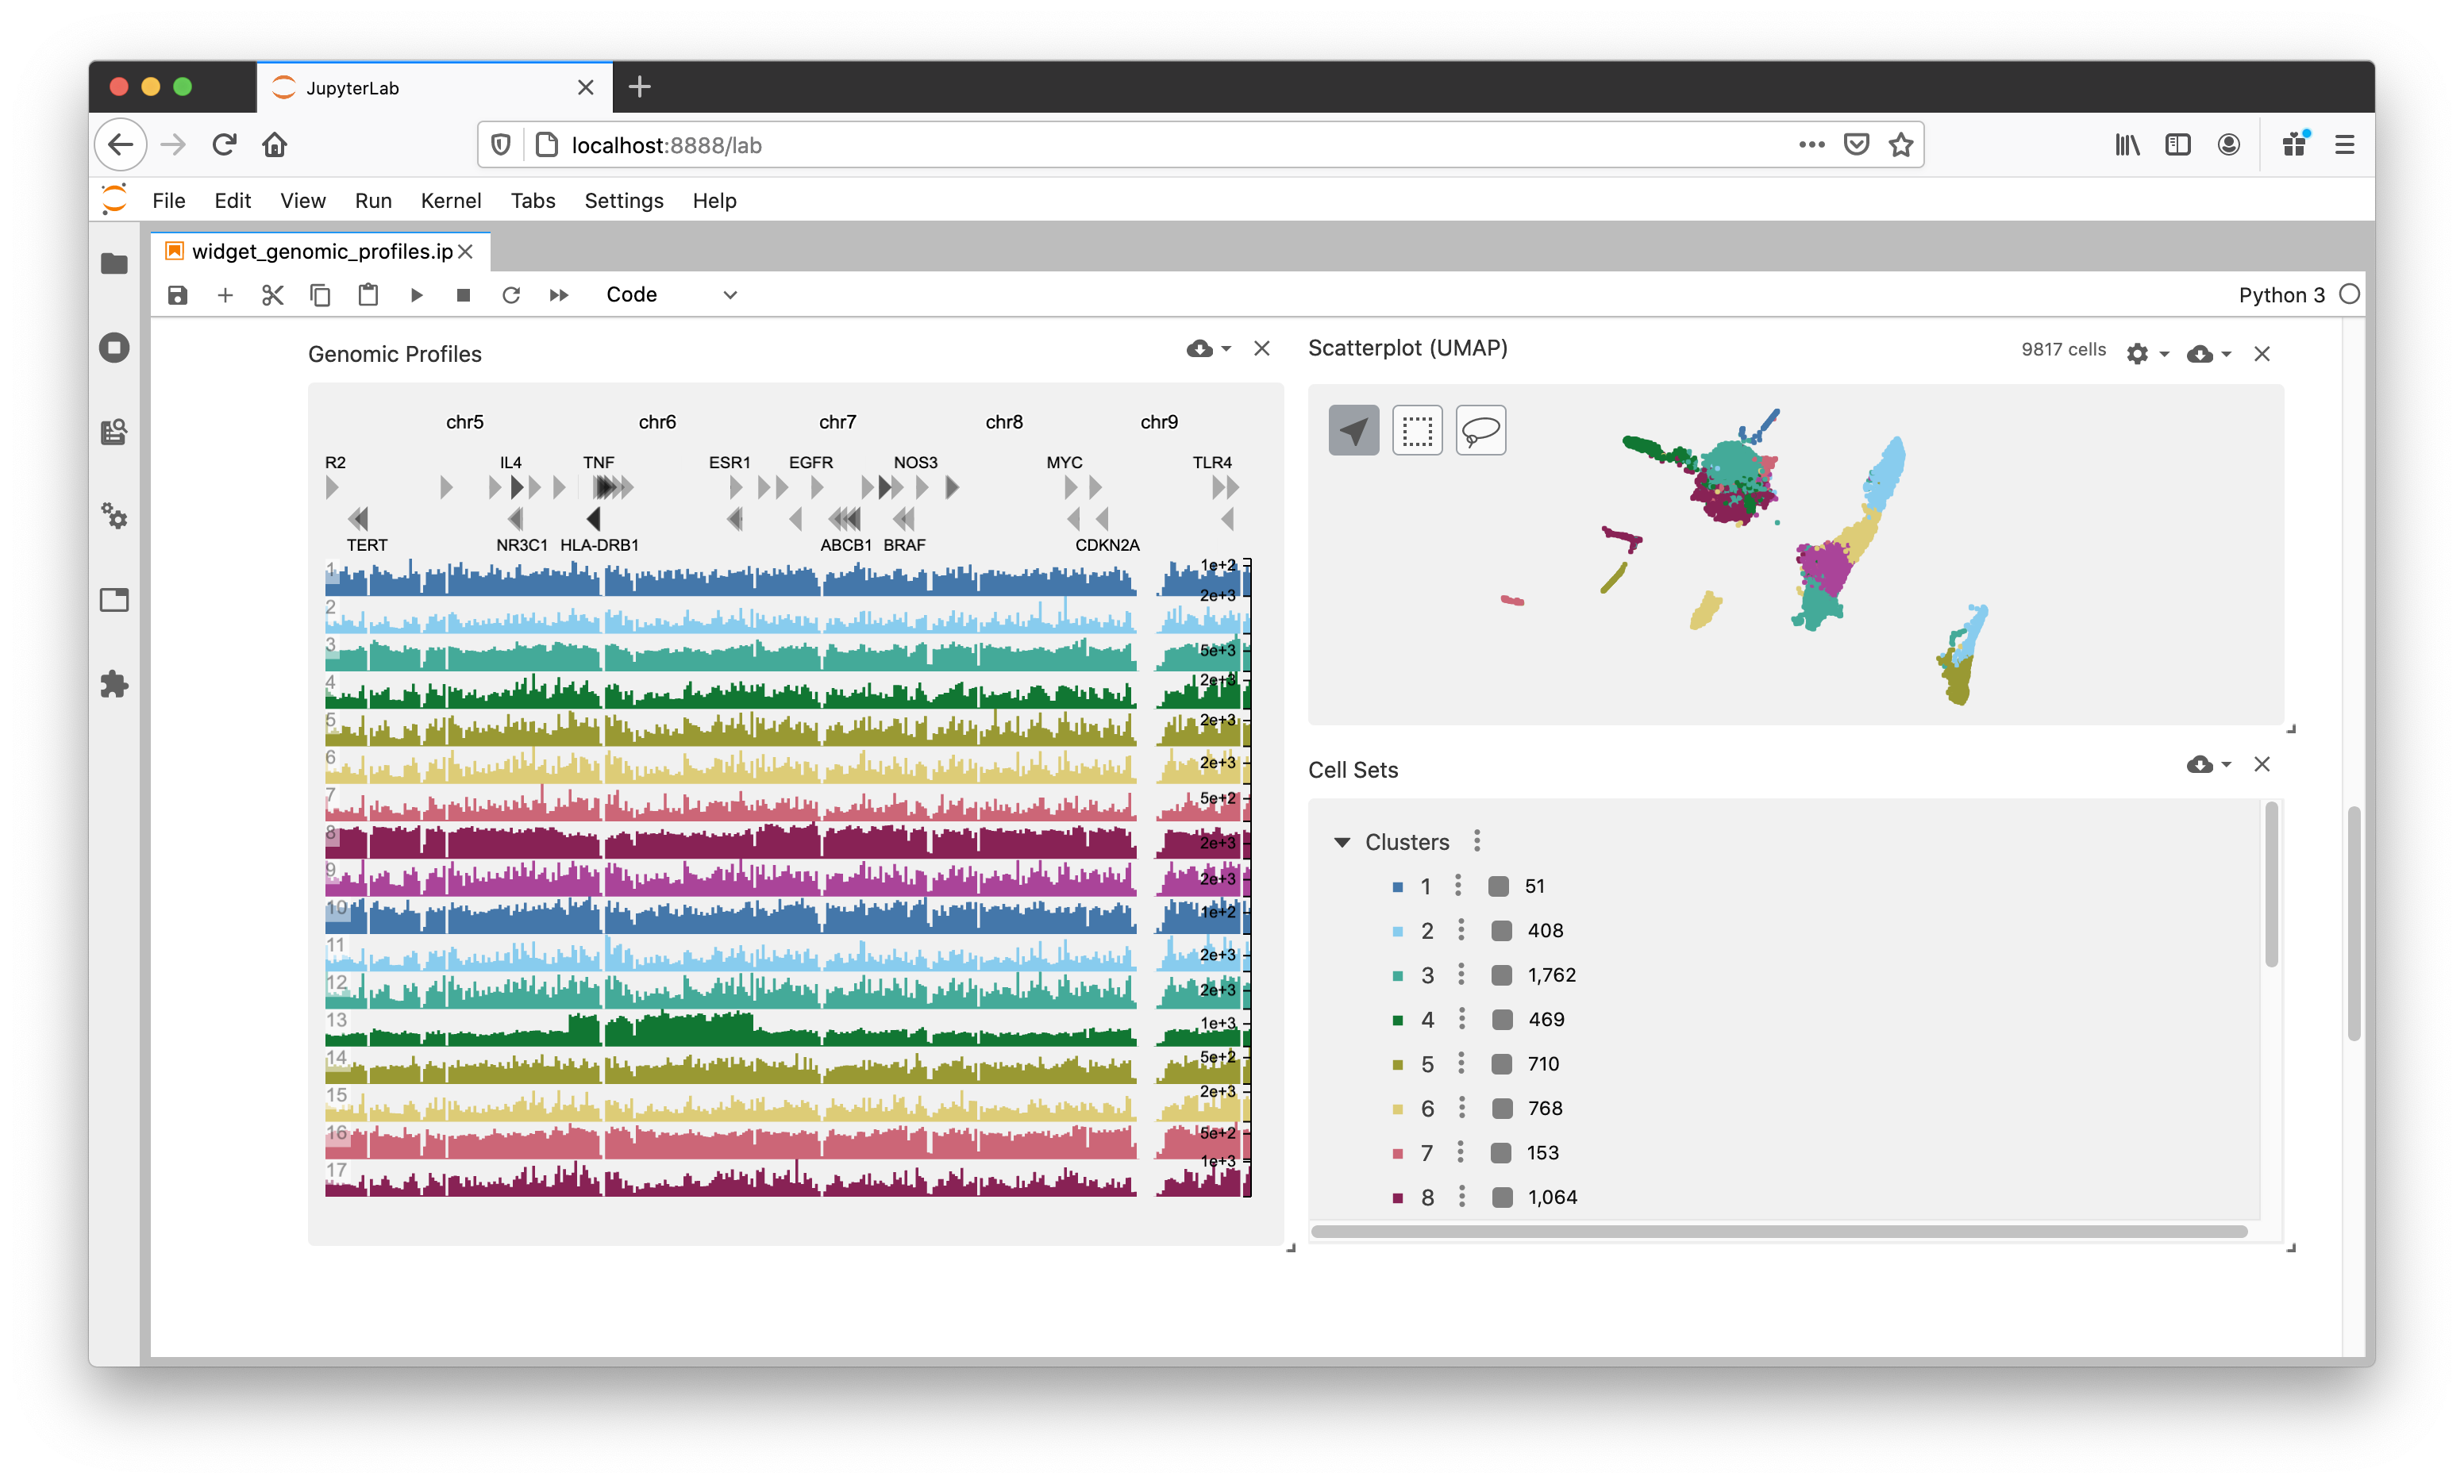 JupyterLab
localhost:8888/lab
File Edit View Run Kernel Tabs Settings Help
widget_genomic_profiles.ip
Code
Python 3
Genomic Profiles
chr5 chr6 chr7 chr8 chr9
R2 IL4 TNF ESR1 EGFR NOS3 MYC TLR4
TERT NR3C1 HLA-DRB1 ABCB1 BRAF CDKN2A
1 1e+2
2 2e+3
3 5e+3
4 2e+3
5 2e+3
6 2e+3
7 5e+2
8 2e+3
9 2e+3
10 1e+2
11 2e+3
12 2e+3
13 1e+3
14 5e+2
15 2e+3
16 5e+2
17 1e+3
Scatterplot (UMAP)
9817 cells
Cell Sets
Clusters
1 51
2 408
3 1,762
4 469
5 710
6 768
7 153
8 1,064